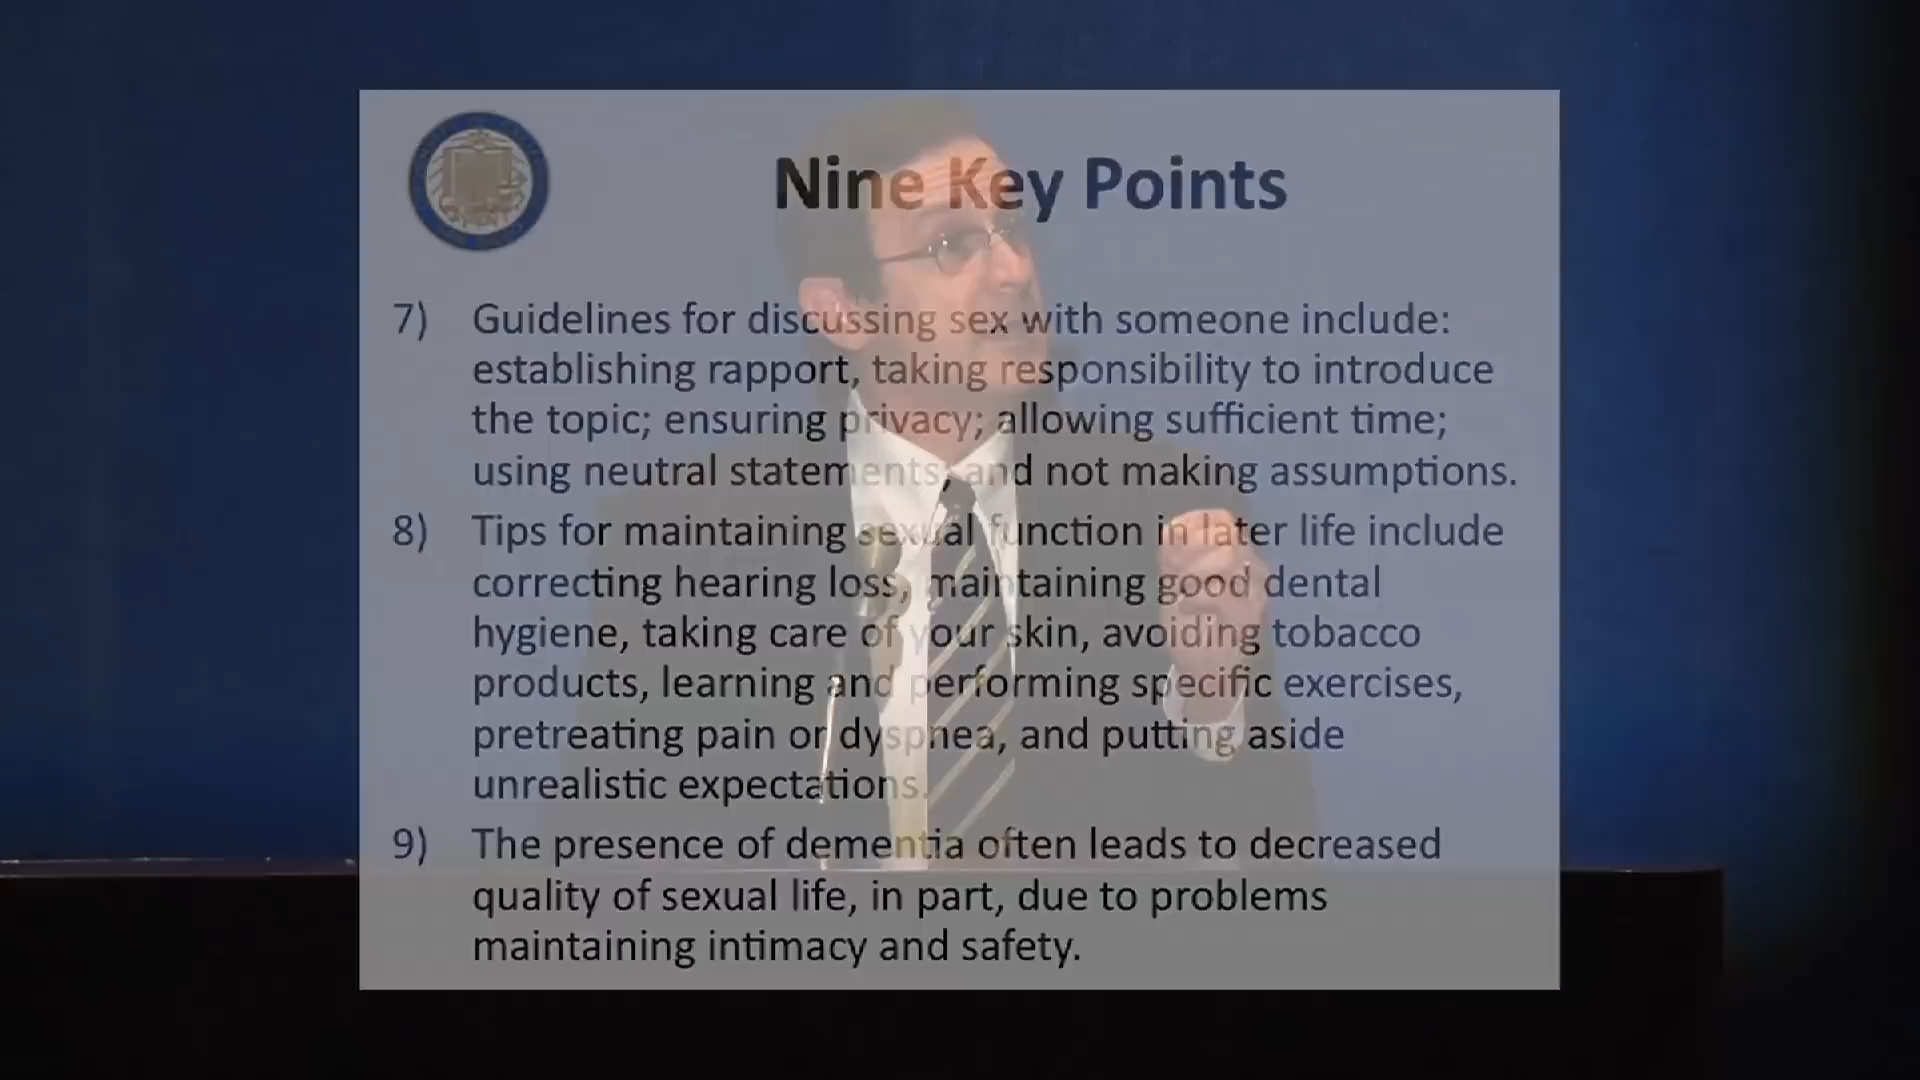 Nine Key Points
7) Guidelines for discussing sex with someone include:
establishing rapport, taking responsibility to introduce
the topic; ensuring privacy; allowing sufficient time;
using neutral statements, and not making assumptions.
8) Tips for maintaining sexual function in later life include
correcting hearing loss, maintaining good dental
hygiene, taking care of your skin, avoiding tobacco
products, learning and performing specific exercises,
pretreating pain or dyspnea, and putting aside
unrealistic expectations.
9) The presence of dementia often leads to decreased
quality of sexual life, in part, due to problems
maintaining intimacy and safety.